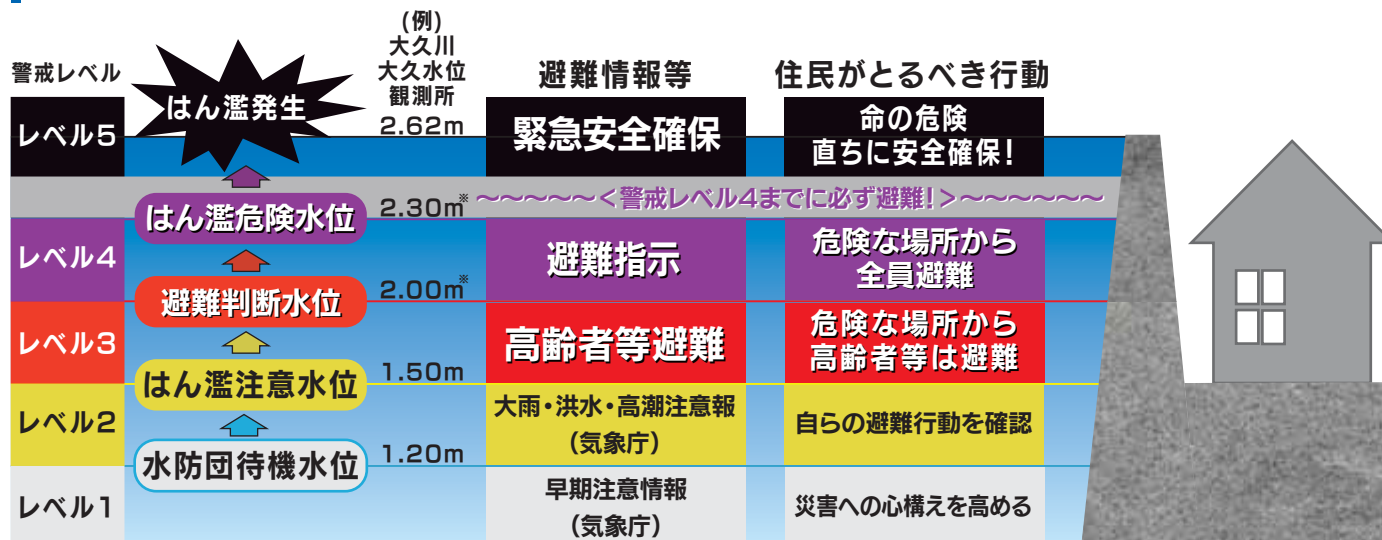 警戒レベル
(例)
大久川
大久水位
観測所
避難情報等
住民がとるべき行動
レベル5
はん濫発生
2.62m
緊急安全確保
命の危険
直ちに安全確保!
2.30m※
～～～～～<警戒レベル4までに必ず避難!>～～～～～～
はん濫危険水位
レベル4
避難指示
危険な場所から
全員避難
2.00m※
避難判断水位
レベル3
高齢者等避難
危険な場所から
高齢者等は避難
1.50m
はん濫注意水位
レベル2
大雨・洪水・高潮注意報
(気象庁)
自らの避難行動を確認
1.20m
水防団待機水位
レベル1
早期注意情報
(気象庁)
災害への心構えを高める